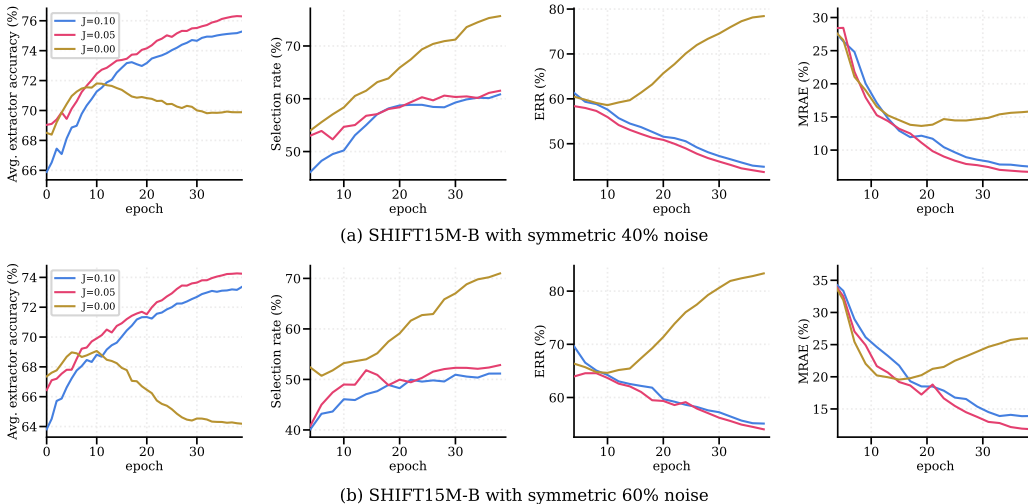 Avg. extractor accuracy (%)
76
74
72
70
68
66
J=0.10
J=0.05
J=0.00
0
10
20
30
epoch
Selection rate (%)
70
60
50
10
20
30
epoch
ERR (%)
80
70
60
50
10
20
30
epoch
MRAE (%)
30
25
20
15
10
10
20
30
epoch
(a) SHIFT15M-B with symmetric 40% noise
Avg. extractor accuracy (%)
74
72
70
68
66
64
J=0.10
J=0.05
J=0.00
0
10
20
30
epoch
Selection rate (%)
70
60
50
40
10
20
30
epoch
ERR (%)
80
70
60
10
20
30
epoch
MRAE (%)
35
30
25
20
15
10
20
30
epoch
(b) SHIFT15M-B with symmetric 60% noise